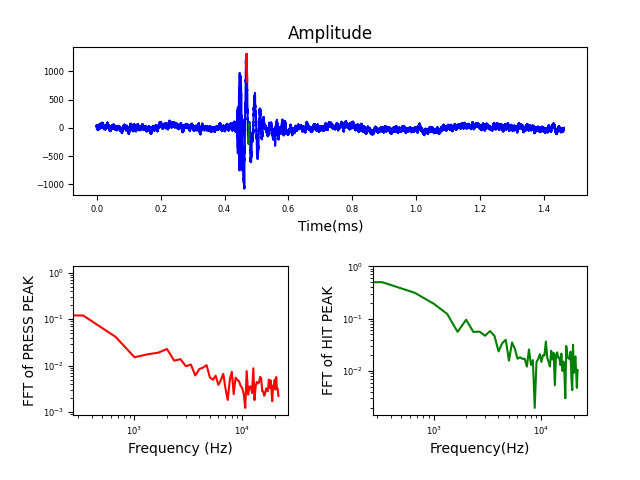 Amplitude
1000
500
0
−500
−1000
0.0 0.2 0.4 0.6 0.8 1.0 1.2 1.4
Time(ms)
FFT of PRESS PEAK
10⁰
10⁻¹
10⁻²
10⁻³
10³ 10⁴
Frequency (Hz)
FFT of HIT PEAK
10⁰
10⁻¹
10⁻²
10³ 10⁴
Frequency(Hz)